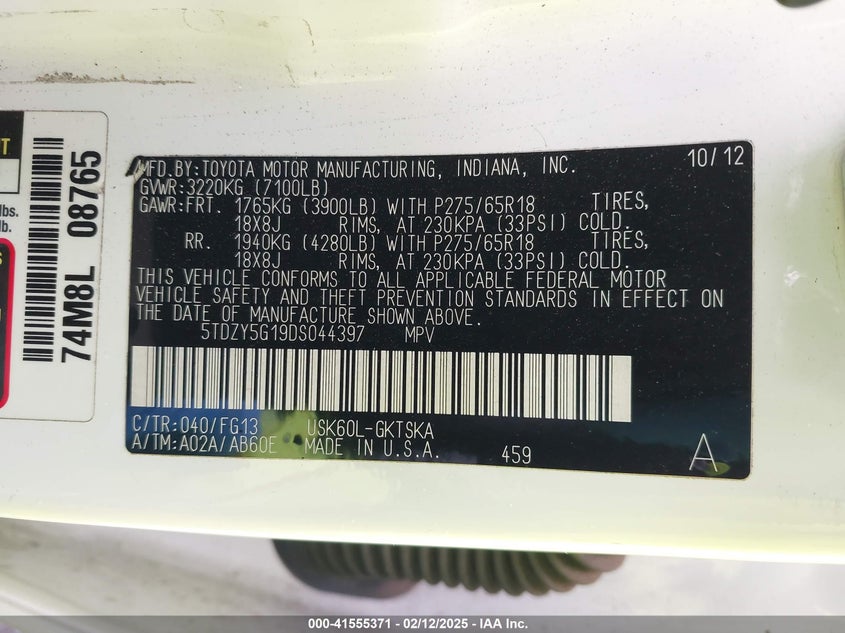 T
lbs.
lb.
S
74M8L 08765
MFD.BY:TOYOTA MOTOR MANUFACTURING, INDIANA, INC. 10/12
GVWR:3220KG (7100LB)
GAWR:FRT. 1765KG (3900LB) WITH P275/65R18 TIRES,
18X8J RIMS, AT 230KPA (33PSI) COLD.
RR. 1940KG (4280LB) WITH P275/65R18 TIRES,
18X8J RIMS, AT 230KPA (33PSI) COLD.
THIS VEHICLE CONFORMS TO ALL APPLICABLE FEDERAL MOTOR
VEHICLE SAFETY AND THEFT PREVENTION STANDARDS IN EFFECT ON
THE DATE OF MANUFACTURE SHOWN ABOVE.
5TDZY5G19DS044397 MPV
C/TR:040/FG13 USK60L-GKTSKA
A/TM:A02A/AB60E MADE IN U.S.A. 459 A
000-41555371 - 02/12/2025 - IAA Inc.